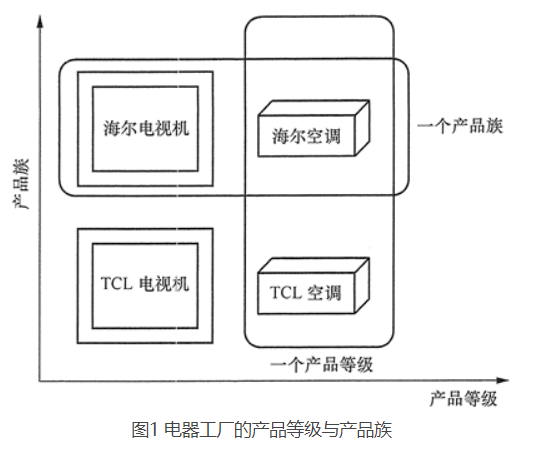 海尔电视机
海尔空调
一个产品族
产品族
TCL 电视机
TCL 空调
一个产品等级
产品等级
图1 电器工厂的产品等级与产品族